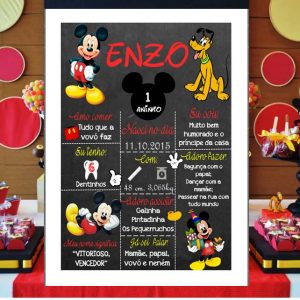 ENZO
1
ANINHO
Amo comer
Tudo que a
vovó faz
Nasci no dia
11.10.2015
Eu sou:
Muito bem
humorado e o
príncipe da casa
Eu tenho:
6
Dentinhos
Com:
48 cm 3,065kg
Adoro fazer:
Bagunça com o
papai,
Dançar com a
mamãe;
Passear na rua com
todo mundo
Adoro assistir
Galinha
Pintadinha
Os Pequerruchos
Meu nome significa
"VITORIOSO,
VENCEDOR"
Já sei falar
Mamãe, papai,
vovó e neném